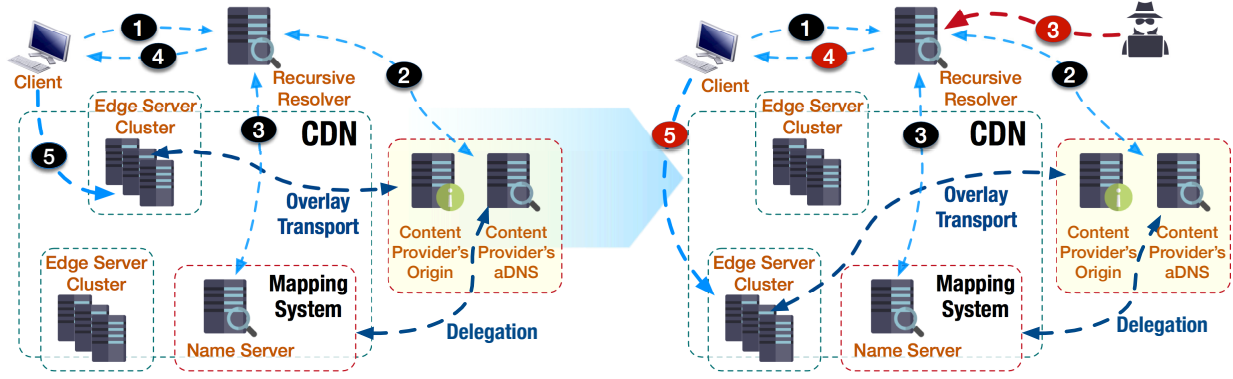 1
4
Client
Recursive
Resolver
2
Edge Server
Cluster
3
CDN
5
Overlay
Transport
Content
Provider's
Origin
Content
Provider's
aDNS
Edge Server
Cluster
Mapping
System
Name Server
Delegation
1
4
Client
Recursive
Resolver
3
2
Edge Server
Cluster
5
3
CDN
Overlay
Transport
Content
Provider's
Origin
Content
Provider's
aDNS
Edge Server
Cluster
Mapping
System
Name Server
Delegation